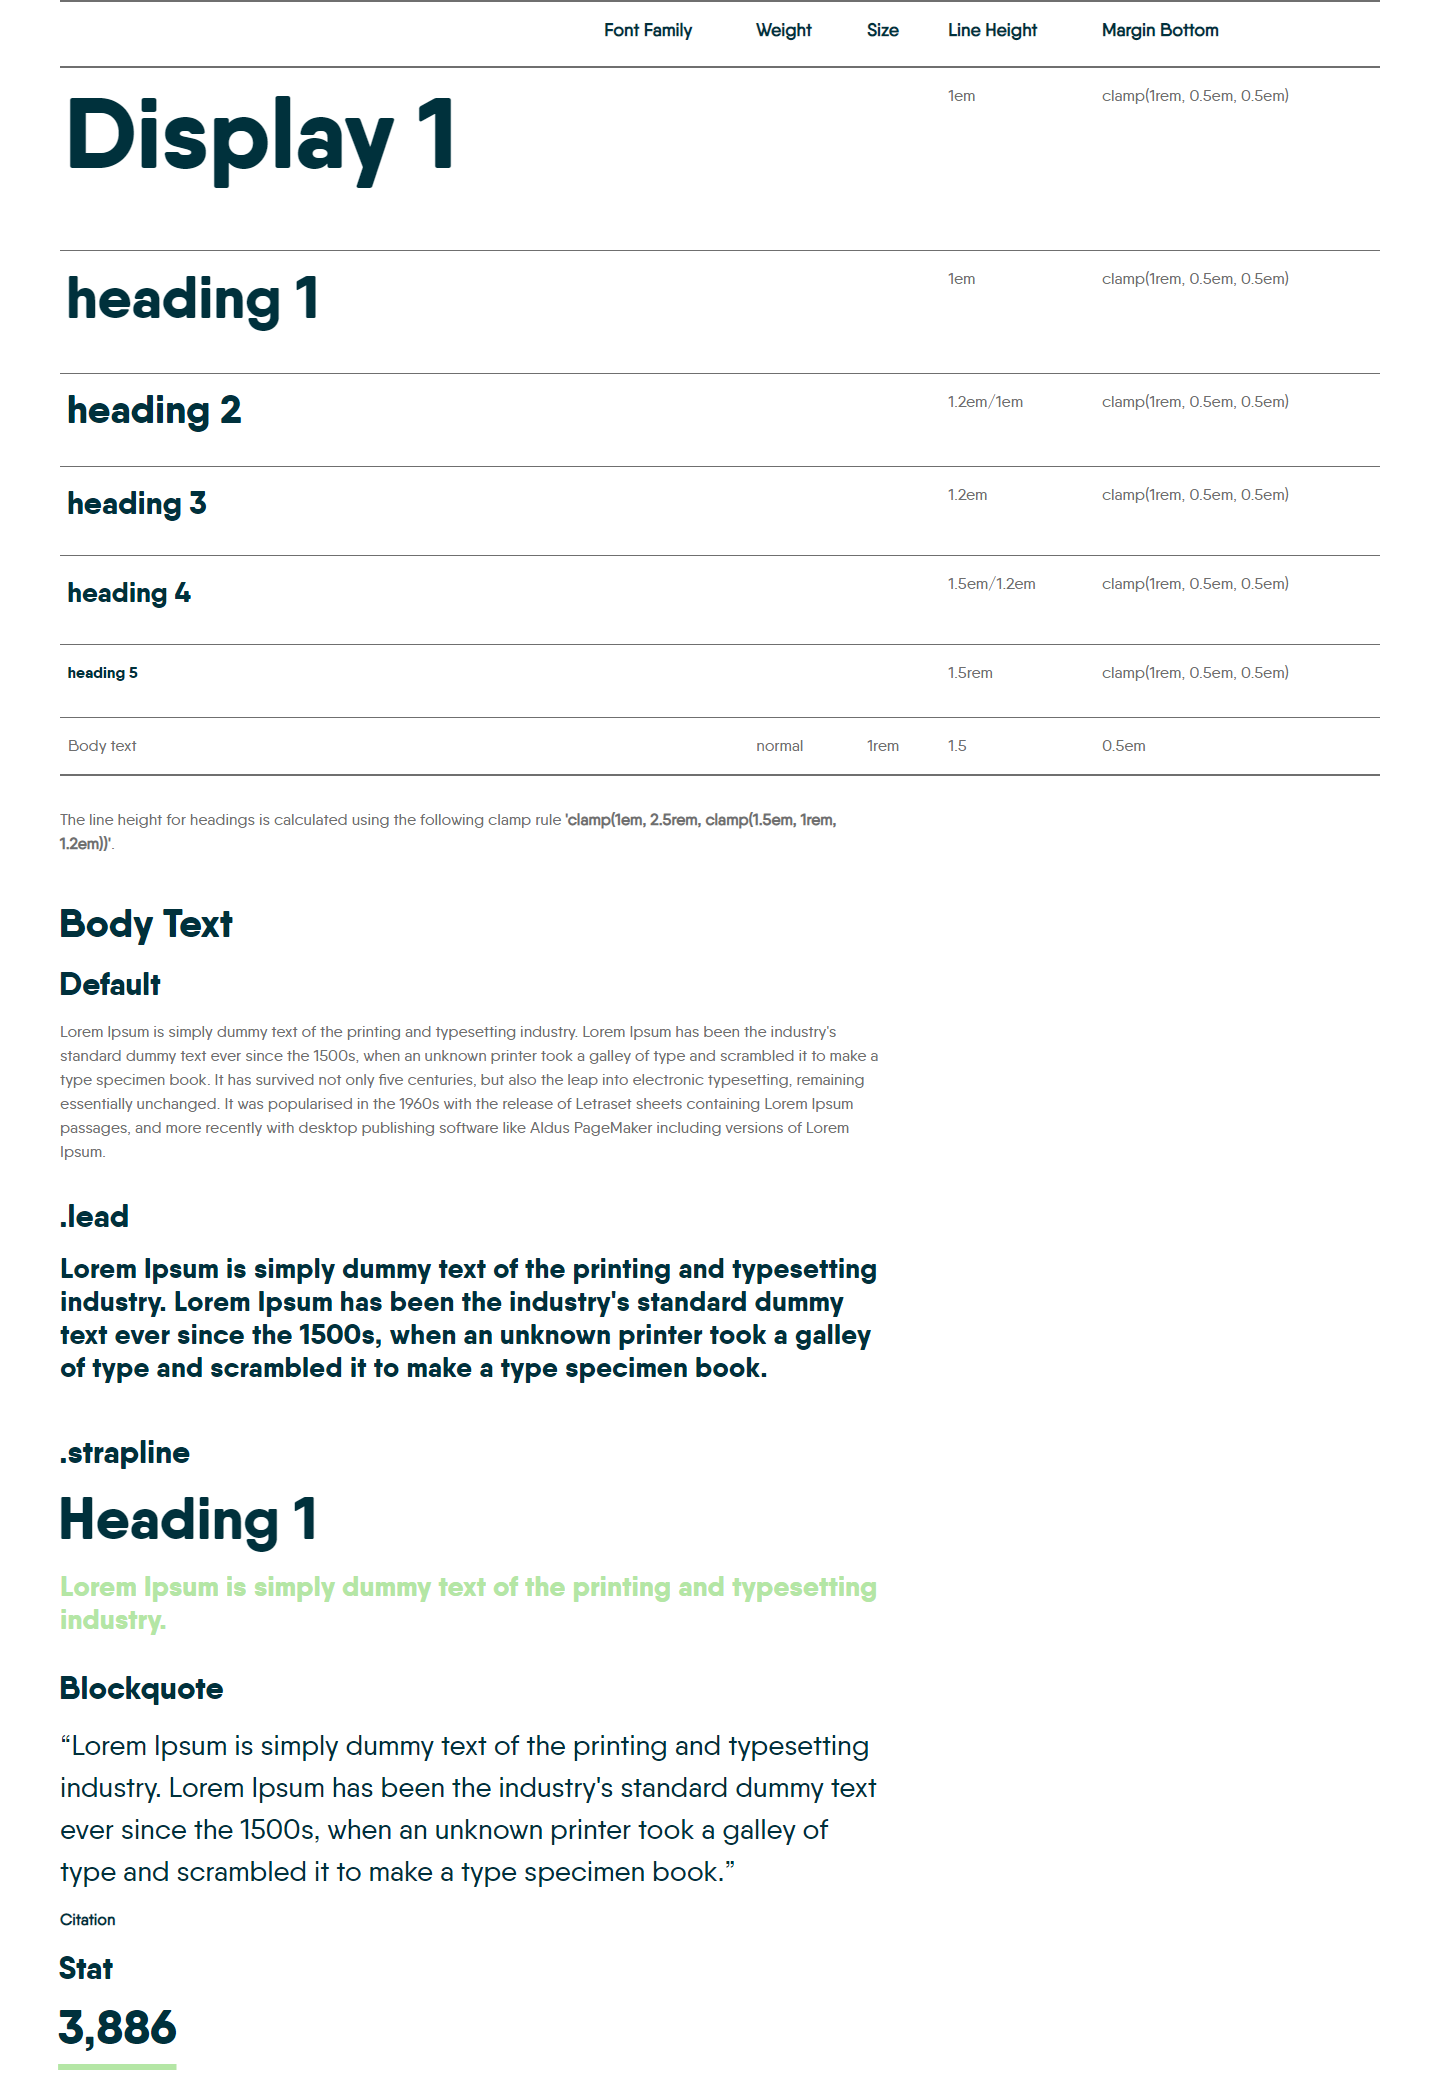 Font Family Weight Size Line Height Margin Bottom
Display 1 1em clamp(1rem, 0.5em, 0.5em)
heading 1 1em clamp(1rem, 0.5em, 0.5em)
heading 2 1.2em/1em clamp(1rem, 0.5em, 0.5em)
heading 3 1.2em clamp(1rem, 0.5em, 0.5em)
heading 4 1.5em/1.2em clamp(1rem, 0.5em, 0.5em)
heading 5 1.5rem clamp(1rem, 0.5em, 0.5em)
Body text normal 1rem 1.5 0.5em
The line height for headings is calculated using the following clamp rule 'clamp(1em, 2.5rem, clamp(1.5em, 1rem,
1.2em))'.
Body Text
Default
Lorem Ipsum is simply dummy text of the printing and typesetting industry. Lorem Ipsum has been the industry's
standard dummy text ever since the 1500s, when an unknown printer took a galley of type and scrambled it to make a
type specimen book. It has survived not only five centuries, but also the leap into electronic typesetting, remaining
essentially unchanged. It was popularised in the 1960s with the release of Letraset sheets containing Lorem Ipsum
passages, and more recently with desktop publishing software like Aldus PageMaker including versions of Lorem
Ipsum.
.lead
Lorem Ipsum is simply dummy text of the printing and typesetting
industry. Lorem Ipsum has been the industry's standard dummy
text ever since the 1500s, when an unknown printer took a galley
of type and scrambled it to make a type specimen book.
.strapline
Heading 1
Lorem Ipsum is simply dummy text of the printing and typesetting
industry.
Blockquote
“Lorem Ipsum is simply dummy text of the printing and typesetting
industry. Lorem Ipsum has been the industry's standard dummy text
ever since the 1500s, when an unknown printer took a galley of
type and scrambled it to make a type specimen book.”
Citation
Stat
3,886